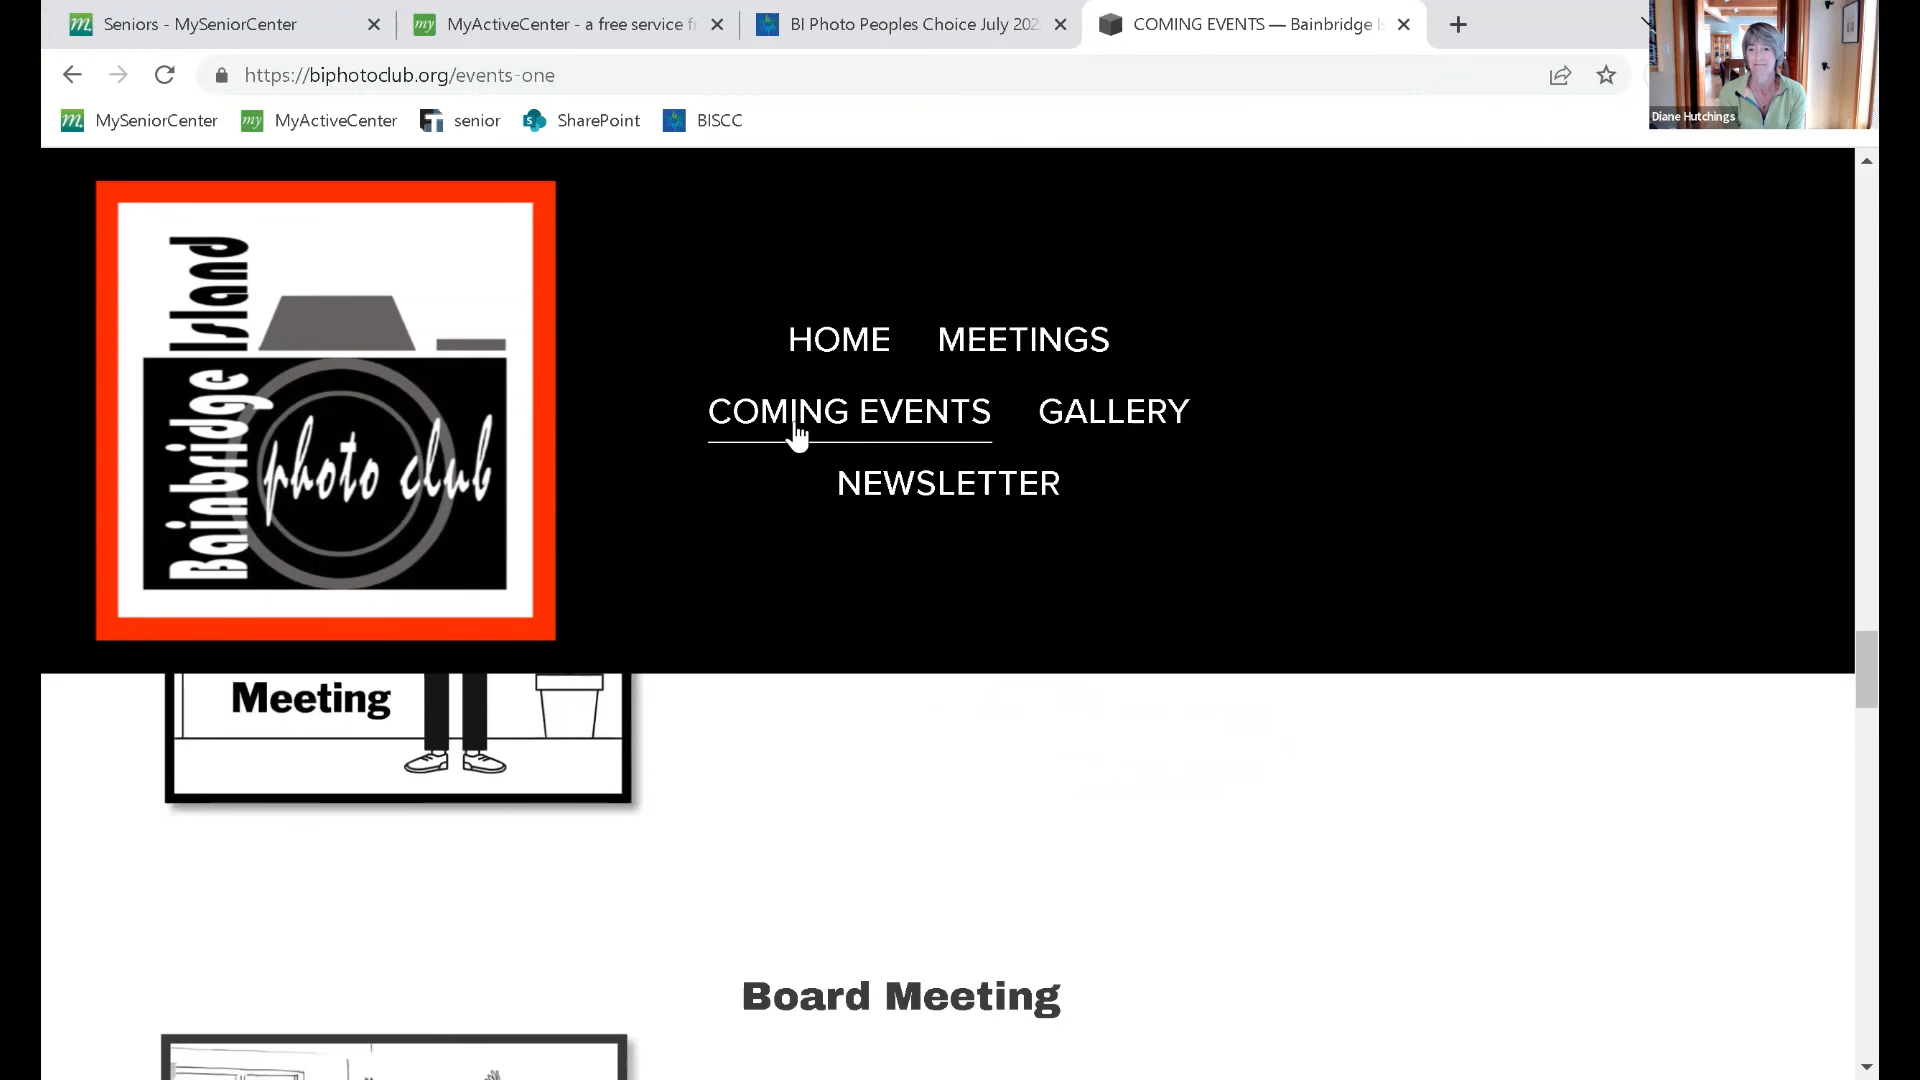 Seniors - MySeniorCenter
MyActiveCenter - a free service f
BI Photo Peoples Choice July 202
COMING EVENTS — Bainbridge I
https://biphotoclub.org/events-one
MySeniorCenter
MyActiveCenter
senior
SharePoint
BISCC
Diane Hutchings
Bainbridge Island
photo club
HOME MEETINGS
COMING EVENTS GALLERY
NEWSLETTER
Meeting
Board Meeting